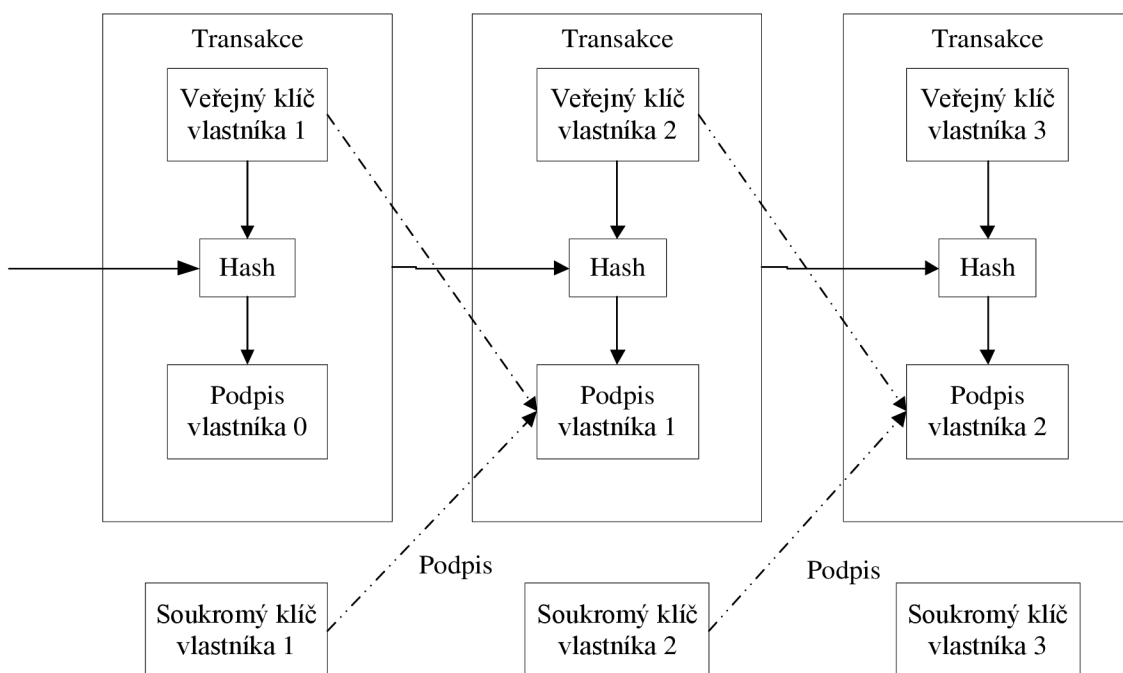 Transakce
Transakce
Transakce
Veřejný klíč
vlastníka 1
Veřejný klíč
vlastníka 2
Veřejný klíč
vlastníka 3
Hash
Hash
Hash
Podpis
vlastníka 0
Podpis
vlastníka 1
Podpis
vlastníka 2
Podpis
Podpis
Soukromý klíč
vlastníka 1
Soukromý klíč
vlastníka 2
Soukromý klíč
vlastníka 3